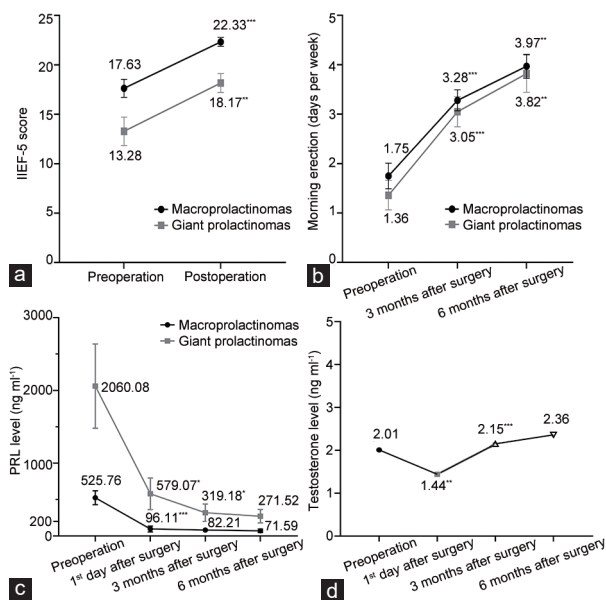 25
20
15
10
5
0
IIEF-5 score
17.63
22.33***
13.28
18.17**
Macroprolactinomas
Giant prolactinomas
Preoperation
Postoperation
a
5
4
3
2
1
0
Morning erection (days per week)
1.75
3.28***
3.97**
1.36
3.05***
3.82**
Macroprolactinomas
Giant prolactinomas
Preoperation
3 months after surgery
6 months after surgery
b
3000
2000
1000
200
0
PRL level (ng ml-1)
Macroprolactinomas
Giant prolactinomas
2060.08
525.76
579.07*
96.11***
319.18*
82.21
271.52
71.59
Preoperation
1st day after surgery
3 months after surgery
6 months after surgery
c
5
4
3
2
1
0
Testosterone level (ng ml-1)
2.01
1.44**
2.15***
2.36
Preoperation
1st day after surgery
3 months after surgery
6 months after surgery
d